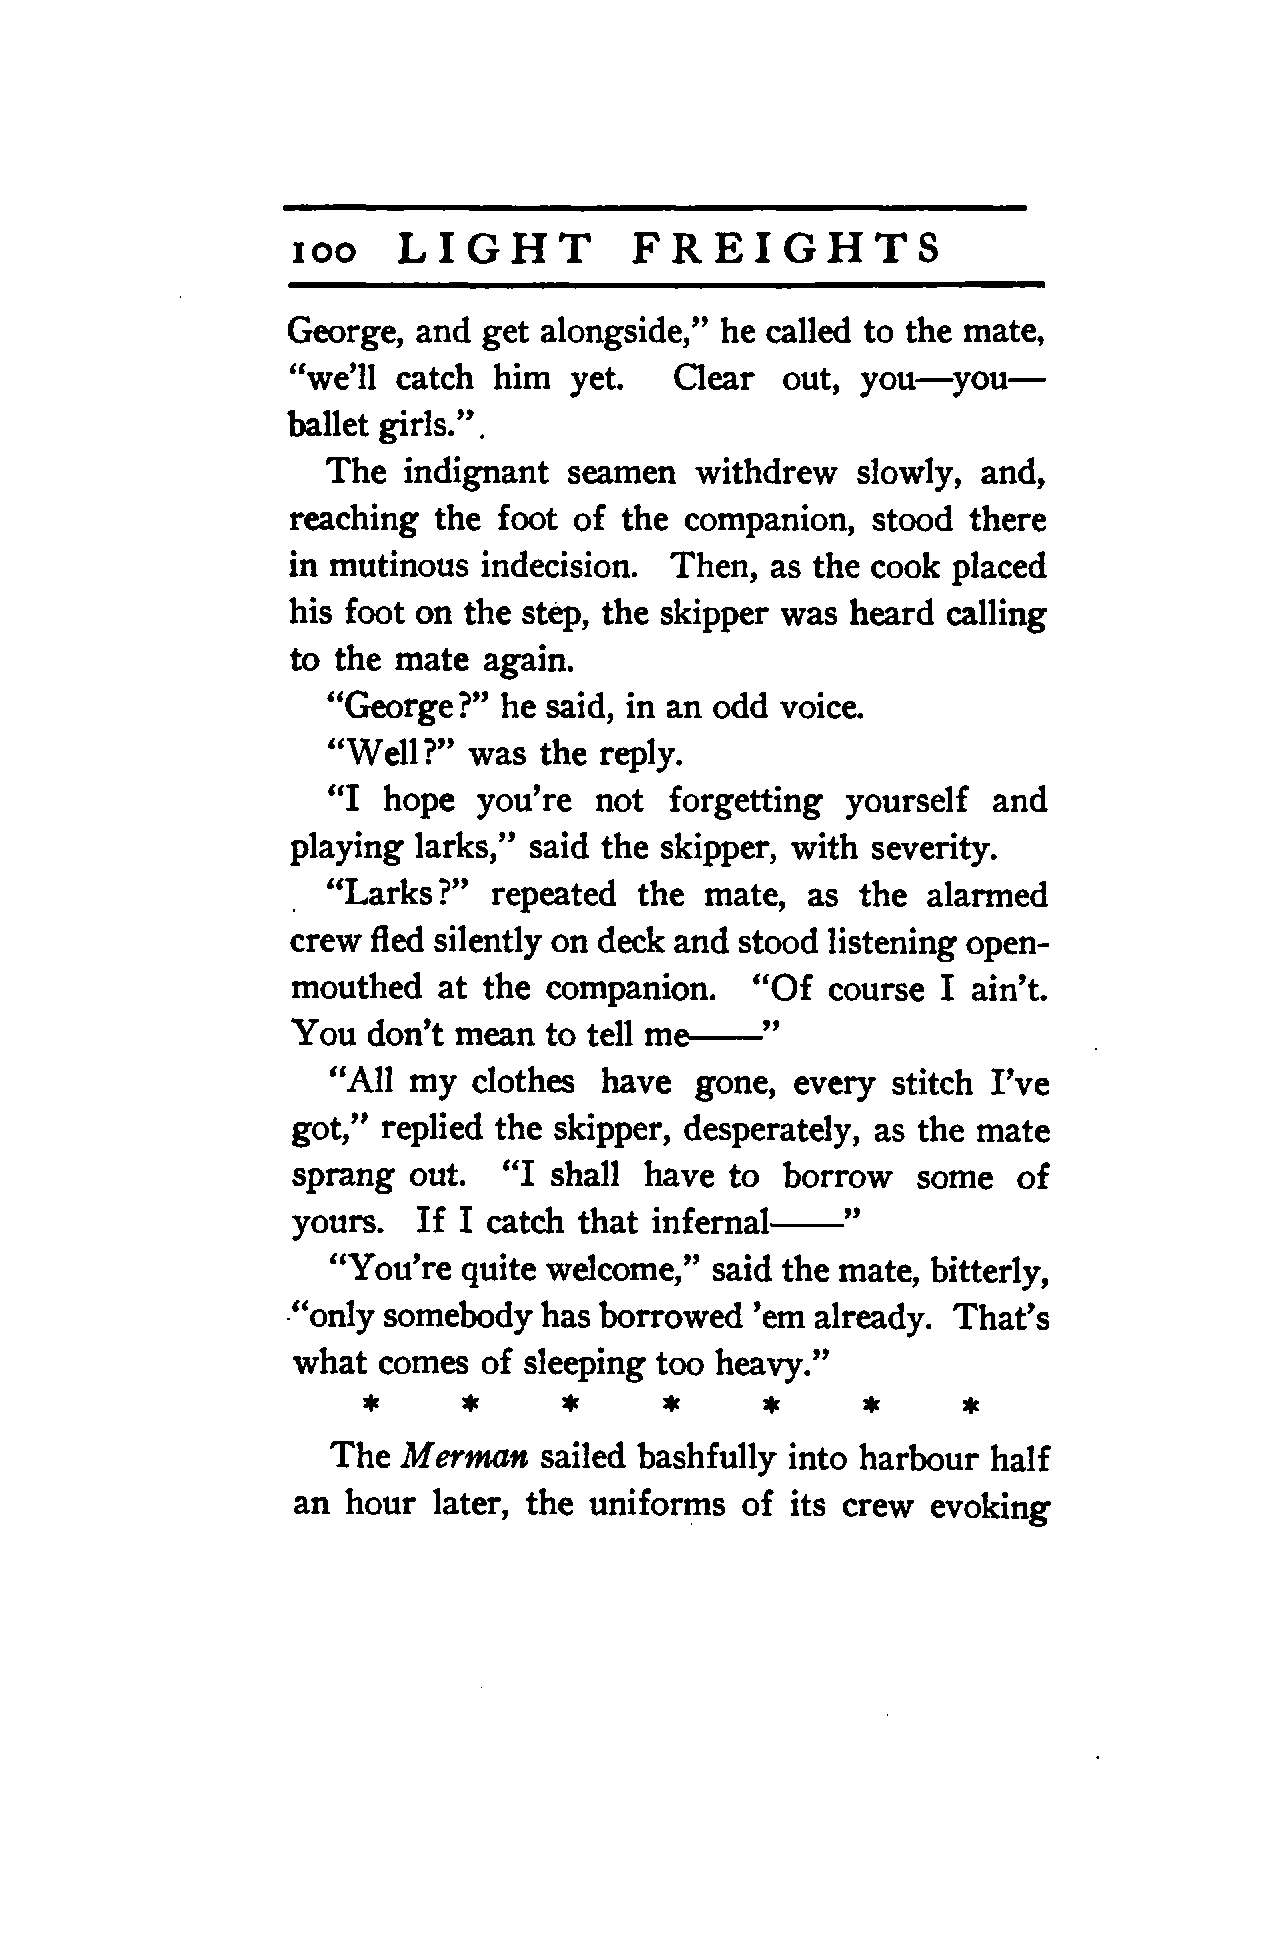 100 LIGHT FREIGHTS
George, and get alongside,” he called to the mate,
“we'll catch him yet. Clear out, you—you—
ballet girls.”.
The indignant seamen withdrew slowly, and,
reaching the foot of the companion, stood there
in mutinous indecision. Then, as the cook placed
his foot on the step, the skipper was heard calling
to the mate again.
“George?” he said, in an odd voice.
“Well?” was the reply.
“I hope you're not forgetting yourself and
playing larks,” said the skipper, with severity.
“Larks?” repeated the mate, as the alarmed
crew fled silently on deck and stood listening open-
mouthed at the companion. “Of course I ain't.
You don't mean to tell me——”
“All my clothes have gone, every stitch I've
got,” replied the skipper, desperately, as the mate
sprang out. “I shall have to borrow some of
yours. If I catch that infernal——”
“You're quite welcome,” said the mate, bitterly,
“only somebody has borrowed 'em already. That's
what comes of sleeping too heavy.”
* * * * * * *
The Merman sailed bashfully into harbour half
an hour later, the uniforms of its crew evoking